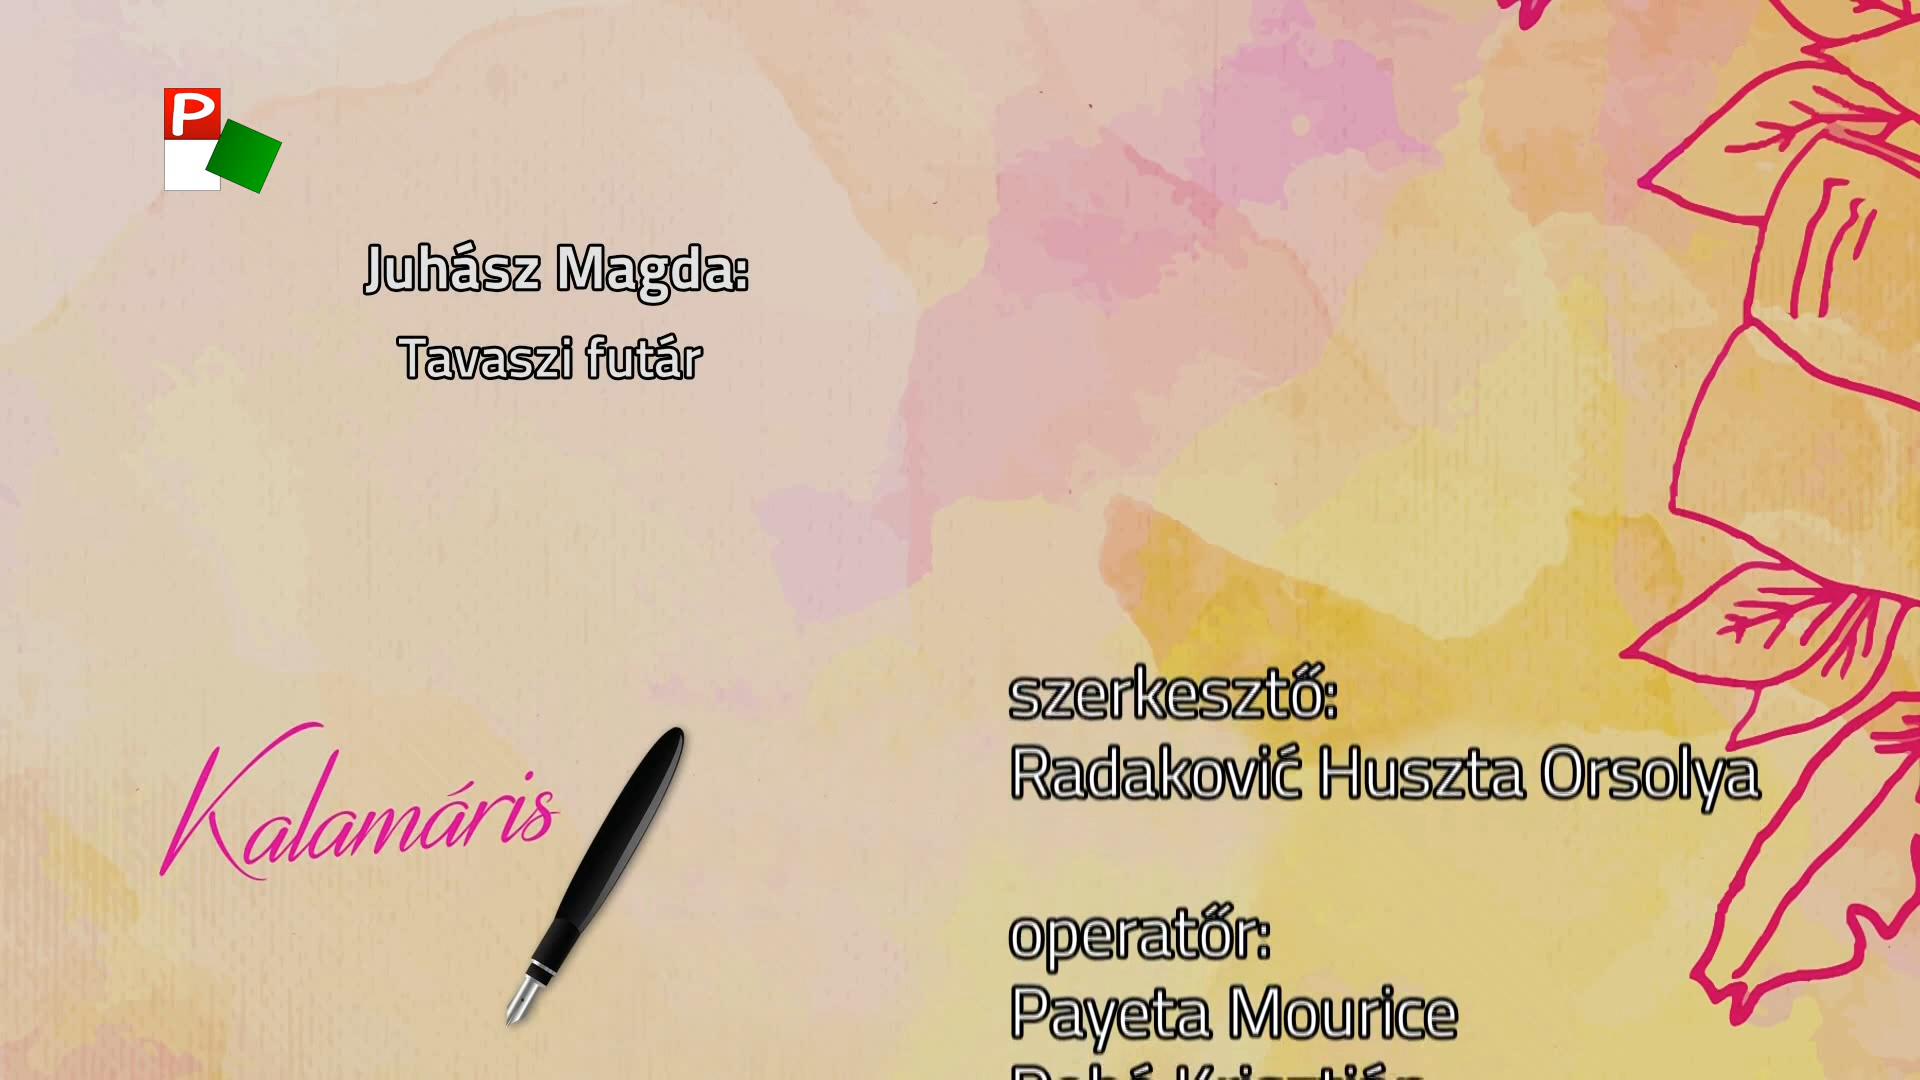 P
Juhász Magda:
Tavaszi futár
szerkesztő:
Radaković Huszta Orsolya
Kalamáris
operatőr:
Payeta Mourice